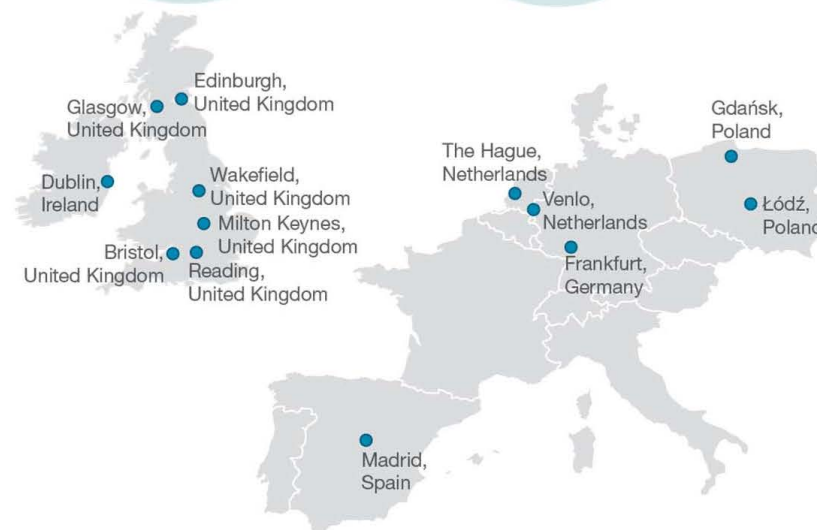 Edinburgh,
United Kingdom
Glasgow,
United Kingdom
Dublin,
Ireland
Wakefield,
United Kingdom
Milton Keynes,
United Kingdom
Bristol,
United Kingdom
Reading,
United Kingdom
The Hague,
Netherlands
Venlo,
Netherlands
Frankfurt,
Germany
Gdańsk,
Poland
Łódź,
Poland
Madrid,
Spain